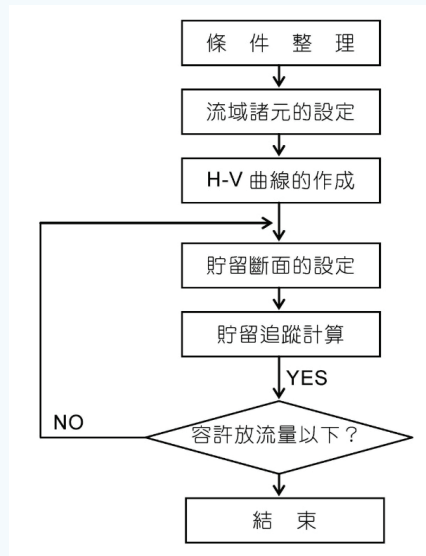 條 件 整 理
流域諸元的設定
H-V 曲線的作成
貯留斷面的設定
貯留追蹤計算
YES
NO
容許放流量以下？
結 束